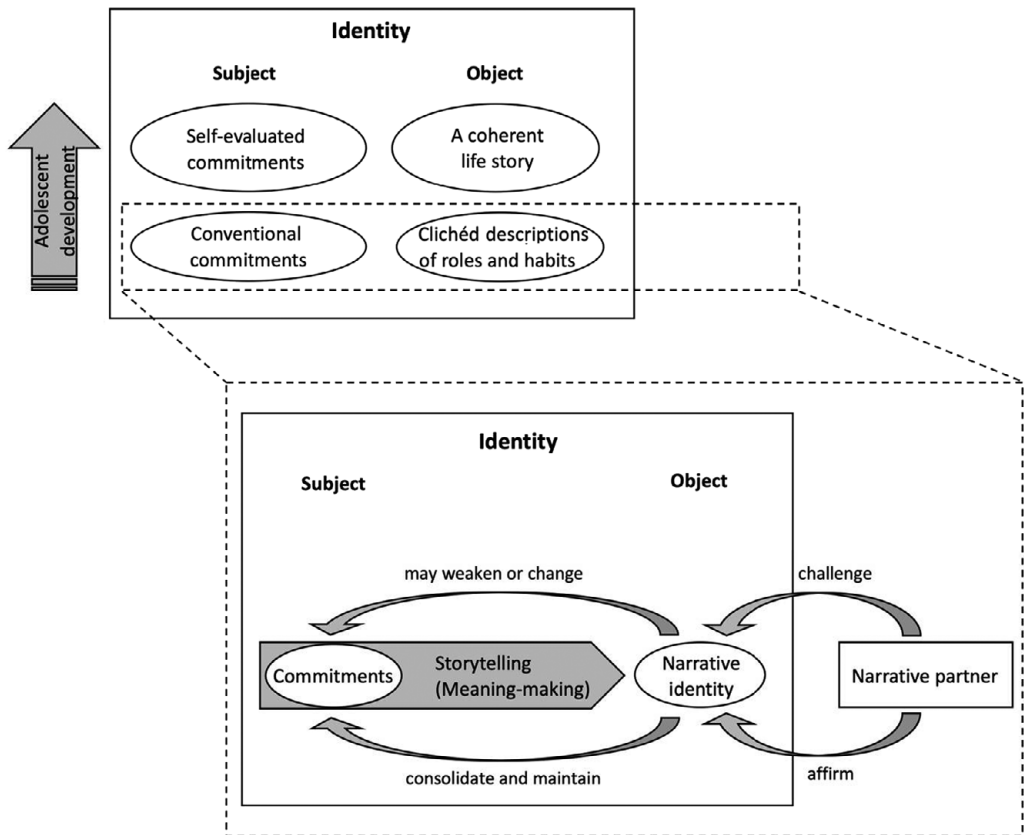 Identity
Subject
Object
Adolescent
development
Self-evaluated
commitments
A coherent
life story
Conventional
commitments
Clichéd descriptions
of roles and habits
Identity
Subject
Object
may weaken or change
challenge
Commitments
Storytelling
(Meaning-making)
Narrative
identity
Narrative partner
consolidate and maintain
affirm